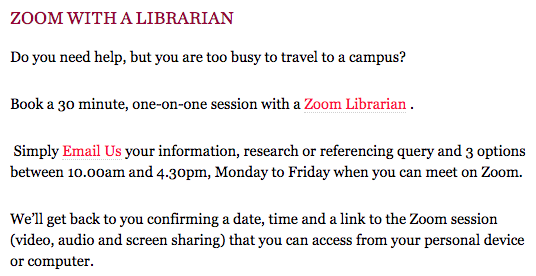 ZOOM WITH A LIBRARIAN
Do you need help, but you are too busy to travel to a campus?
Book a 30 minute, one-on-one session with a Zoom Librarian .
Simply Email Us your information, research or referencing query and 3 options
between 10.00am and 4.30pm, Monday to Friday when you can meet on Zoom.
We'll get back to you confirming a date, time and a link to the Zoom session
(video, audio and screen sharing) that you can access from your personal device
or computer.